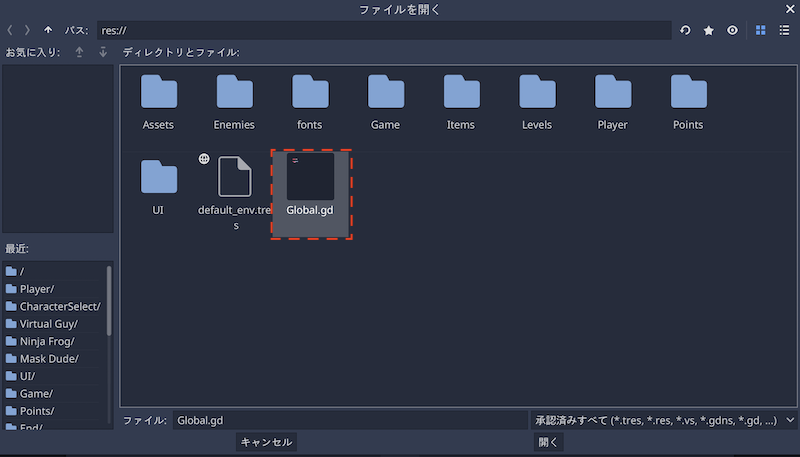 ファイルを開く
パス: res://
お気に入り:
ディレクトリとファイル:
Assets Enemies fonts Game Items Levels Player Points
UI default_env.tre Global.gd
s
最近:
/
Player/
CharacterSelect/
Virtual Guy/
Ninja Frog/
Mask Dude/
UI/
Game/
Points/
End/
ファイル: Global.gd 承認済みすべて (*.tres, *.res, *.vs, *.gdns, *.gd, ...)
キャンセル 開く